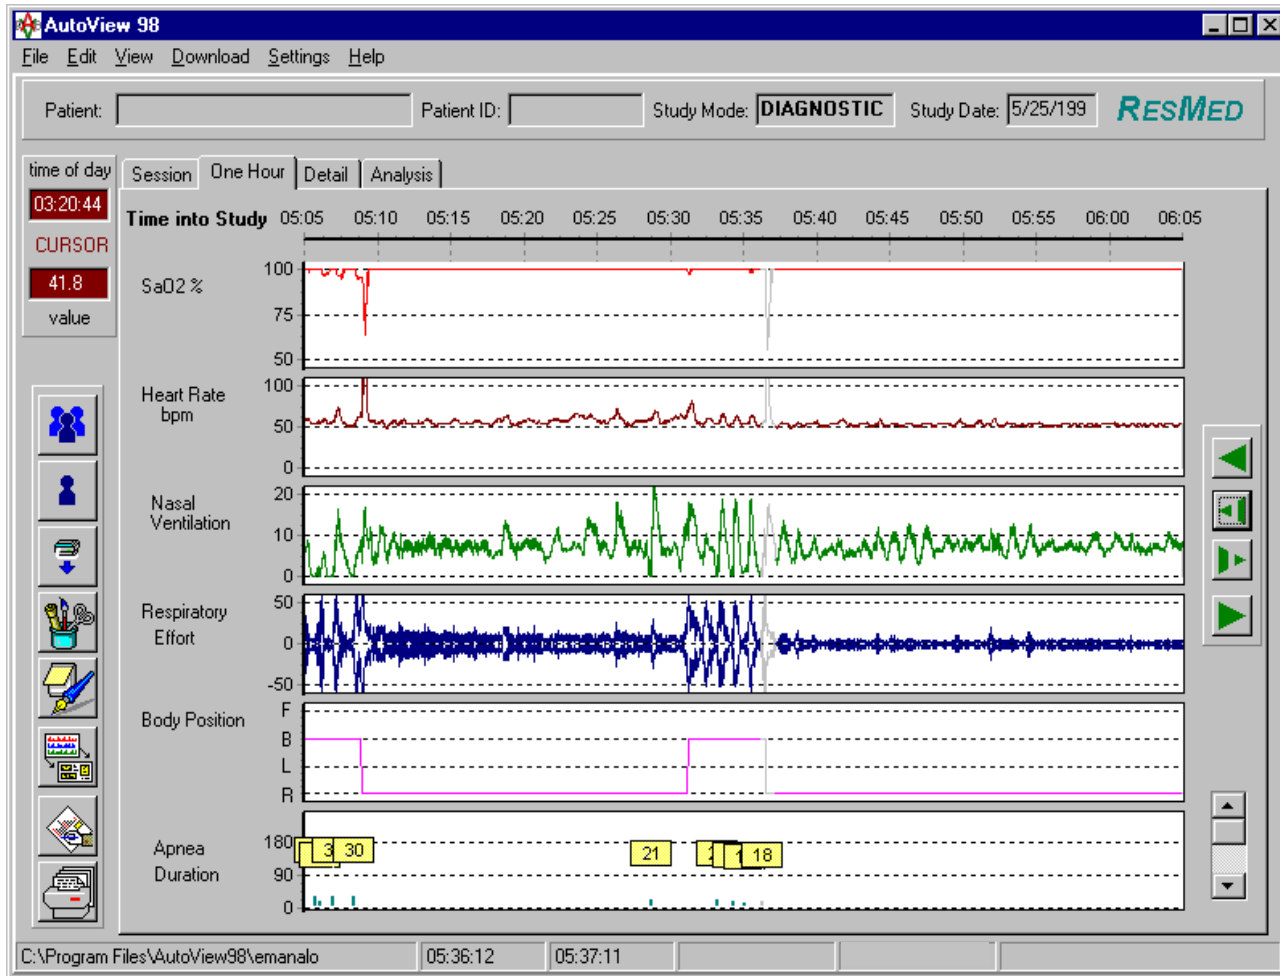 AutoView 98
File Edit View Download Settings Help
Patient: Patient ID: Study Mode: DIAGNOSTIC Study Date: 5/25/199 RESMED
time of day
03:20:44
CURSOR
41.8
value
Session One Hour Detail Analysis
Time into Study 05:05 05:10 05:15 05:20 05:25 05:30 05:35 05:40 05:45 05:50 05:55 06:00 06:05
SaO2 %
100
75
50
Heart Rate
bpm
100
50
0
Nasal
Ventilation
20
10
0
Respiratory
Effort
50
0
-50
Body Position
F
B
L
R
Apnea
Duration
180
90
0
3 30 21 1 18
C:\Program Files\AutoView98\emanalo 05:36:12 05:37:11